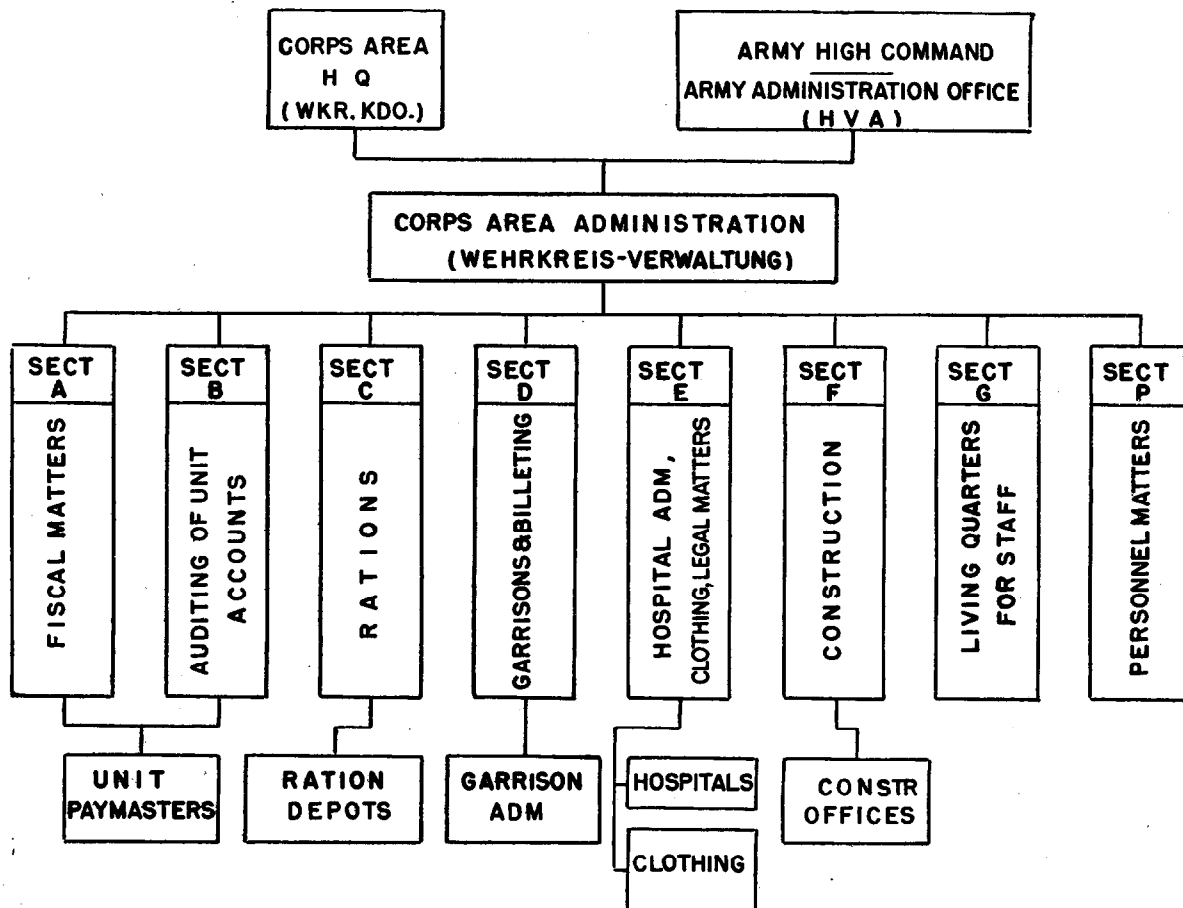 CORPS AREA
H Q
(WKR. KDO.)
ARMY HIGH COMMAND
ARMY ADMINISTRATION OFFICE
(HVA)
CORPS AREA ADMINISTRATION
(WEHRKREIS-VERWALTUNG)
SECT
A
FISCAL MATTERS
SECT
B
AUDITING OF UNIT
ACCOUNTS
SECT
C
RATIONS
SECT
D
GARRISONS & BILLETING
SECT
E
HOSPITAL ADM,
CLOTHING, LEGAL MATTERS
SECT
F
CONSTRUCTION
SECT
G
LIVING QUARTERS
FOR STAFF
SECT
P
PERSONNEL MATTERS
UNIT
PAYMASTERS
RATION
DEPOTS
GARRISON
ADM
HOSPITALS
CLOTHING
CONSTR
OFFICES